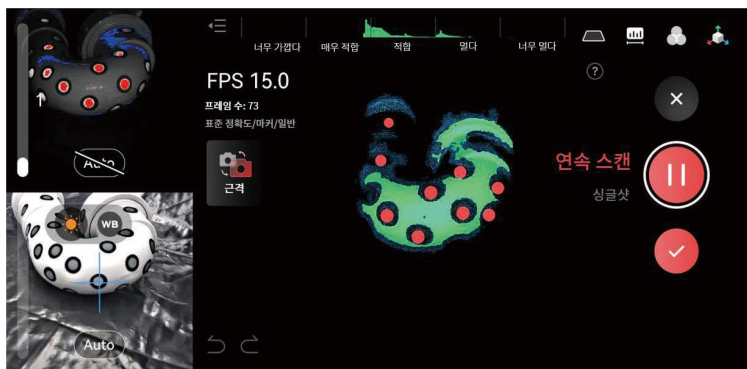 너무 가깝다 매우 적합 적합 멀다 너무 멀다
?
FPS 15.0
프레임 수: 73
표준 정확도/마커/일반
근격
연속 스캔
싱글샷
Auto
WB
Auto